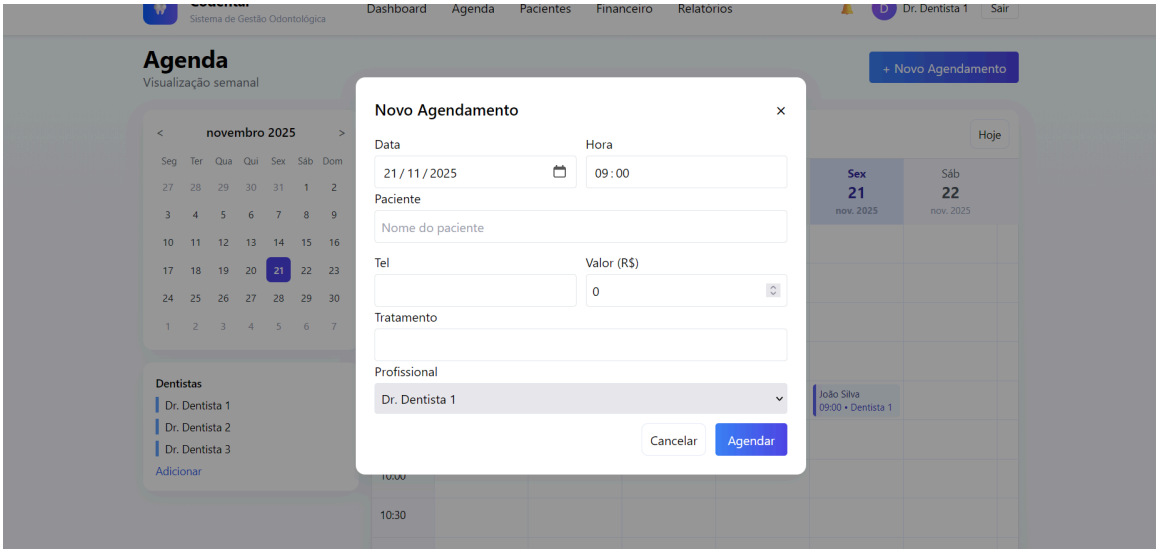 Codental
Sistema de Gestão Odontológica
Dashboard Agenda Pacientes Financeiro Relatórios
D Dr. Dentista 1 Sair
Agenda
Visualização semanal
+ Novo Agendamento
< novembro 2025 >
Seg Ter Qua Qui Sex Sáb Dom
27 28 29 30 31 1 2
3 4 5 6 7 8 9
10 11 12 13 14 15 16
17 18 19 20 21 22 23
24 25 26 27 28 29 30
1 2 3 4 5 6 7
Dentistas
Dr. Dentista 1
Dr. Dentista 2
Dr. Dentista 3
Adicionar
Novo Agendamento ×
Data Hora
21/11/2025 09:00
Paciente
Nome do paciente
Tel Valor (R$)
0
Tratamento
Profissional
Dr. Dentista 1
Cancelar Agendar
Hoje
Sex Sáb
21 22
nov. 2025 nov. 2025
João Silva
09:00 • Dentista 1
10:00
10:30